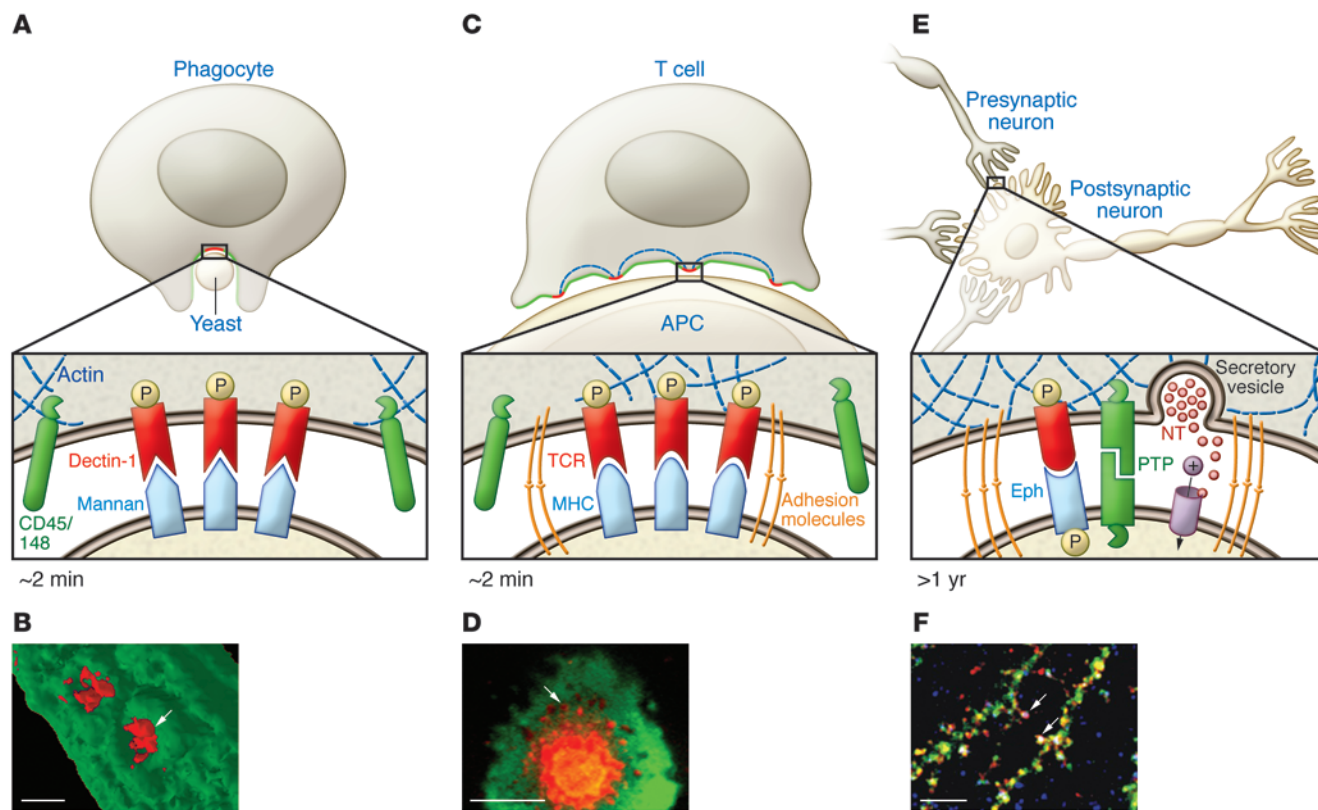 A
Phagocyte
Yeast
Actin
P
P
P
Dectin-1
Mannan
CD45/
148
~2 min
B
C
T cell
APC
P
P
P
TCR
MHC
Adhesion
molecules
~2 min
D
E
Presynaptic
neuron
Postsynaptic
neuron
Secretory
vesicle
P
NT
PTP
+
Eph
P
>1 yr
F